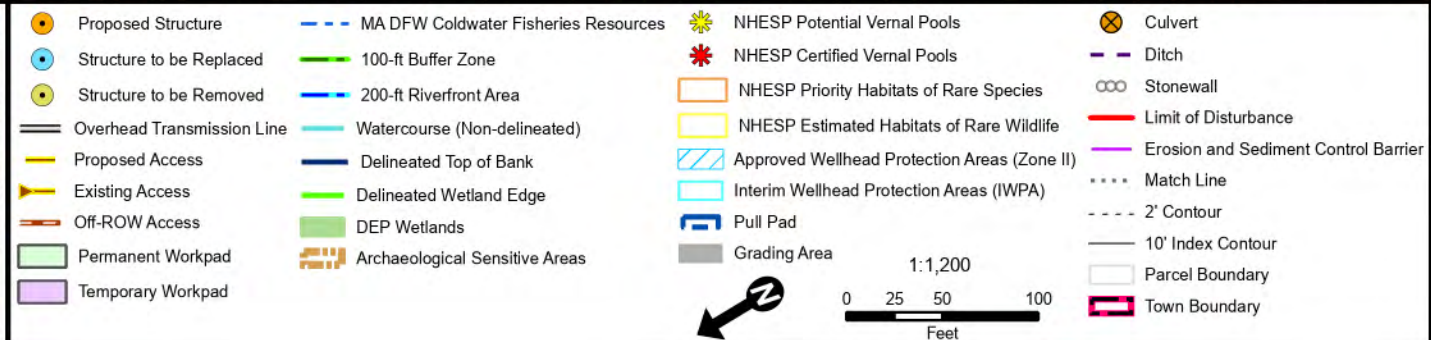 Proposed Structure
Structure to be Replaced
Structure to be Removed
Overhead Transmission Line
Proposed Access
Existing Access
Off-ROW Access
Permanent Workpad
Temporary Workpad
MA DFW Coldwater Fisheries Resources
100-ft Buffer Zone
200-ft Riverfront Area
Watercourse (Non-delineated)
Delineated Top of Bank
Delineated Wetland Edge
DEP Wetlands
Archaeological Sensitive Areas
NHESP Potential Vernal Pools
NHESP Certified Vernal Pools
NHESP Priority Habitats of Rare Species
NHESP Estimated Habitats of Rare Wildlife
Approved Wellhead Protection Areas (Zone II)
Interim Wellhead Protection Areas (IWPA)
Pull Pad
Grading Area
N
1:1,200
0 25 50 100
Feet
Culvert
Ditch
Stonewall
Limit of Disturbance
Erosion and Sediment Control Barrier
Match Line
2' Contour
10' Index Contour
Parcel Boundary
Town Boundary